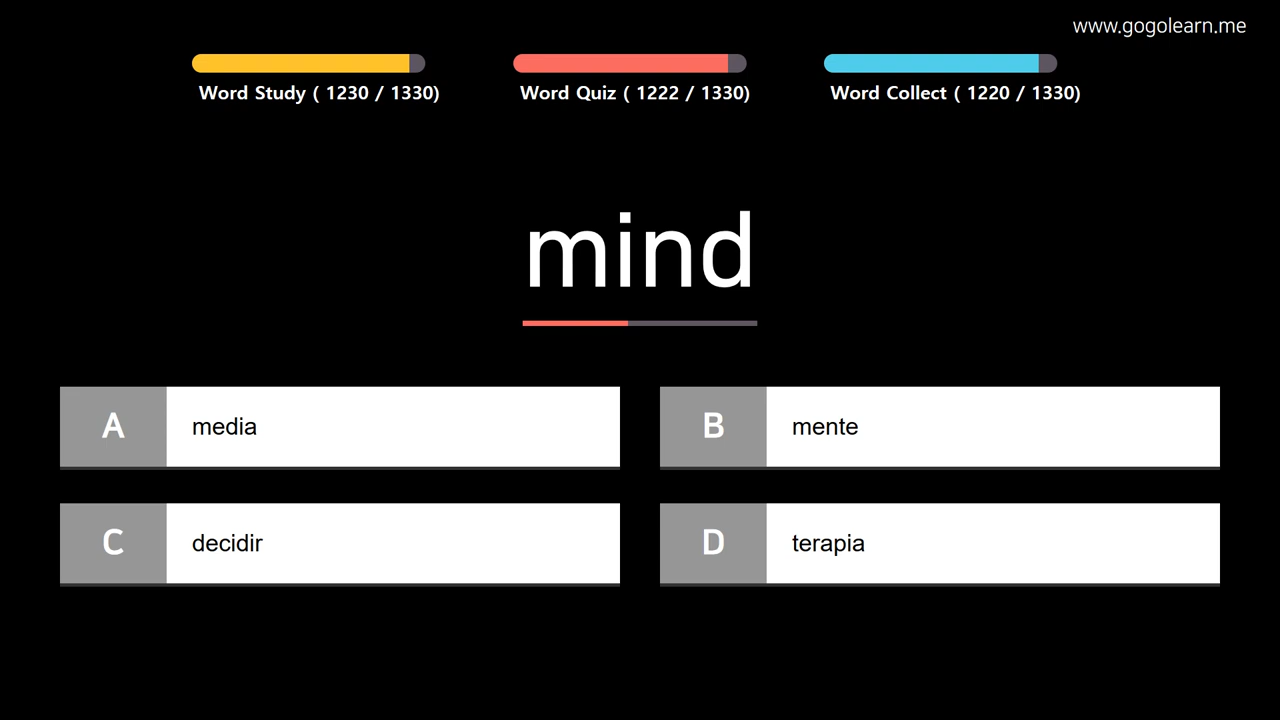 www.gogolearn.me
Word Study ( 1230 / 1330)
Word Quiz ( 1222 / 1330)
Word Collect ( 1220 / 1330)
mind
A media
B mente
C decidir
D terapia